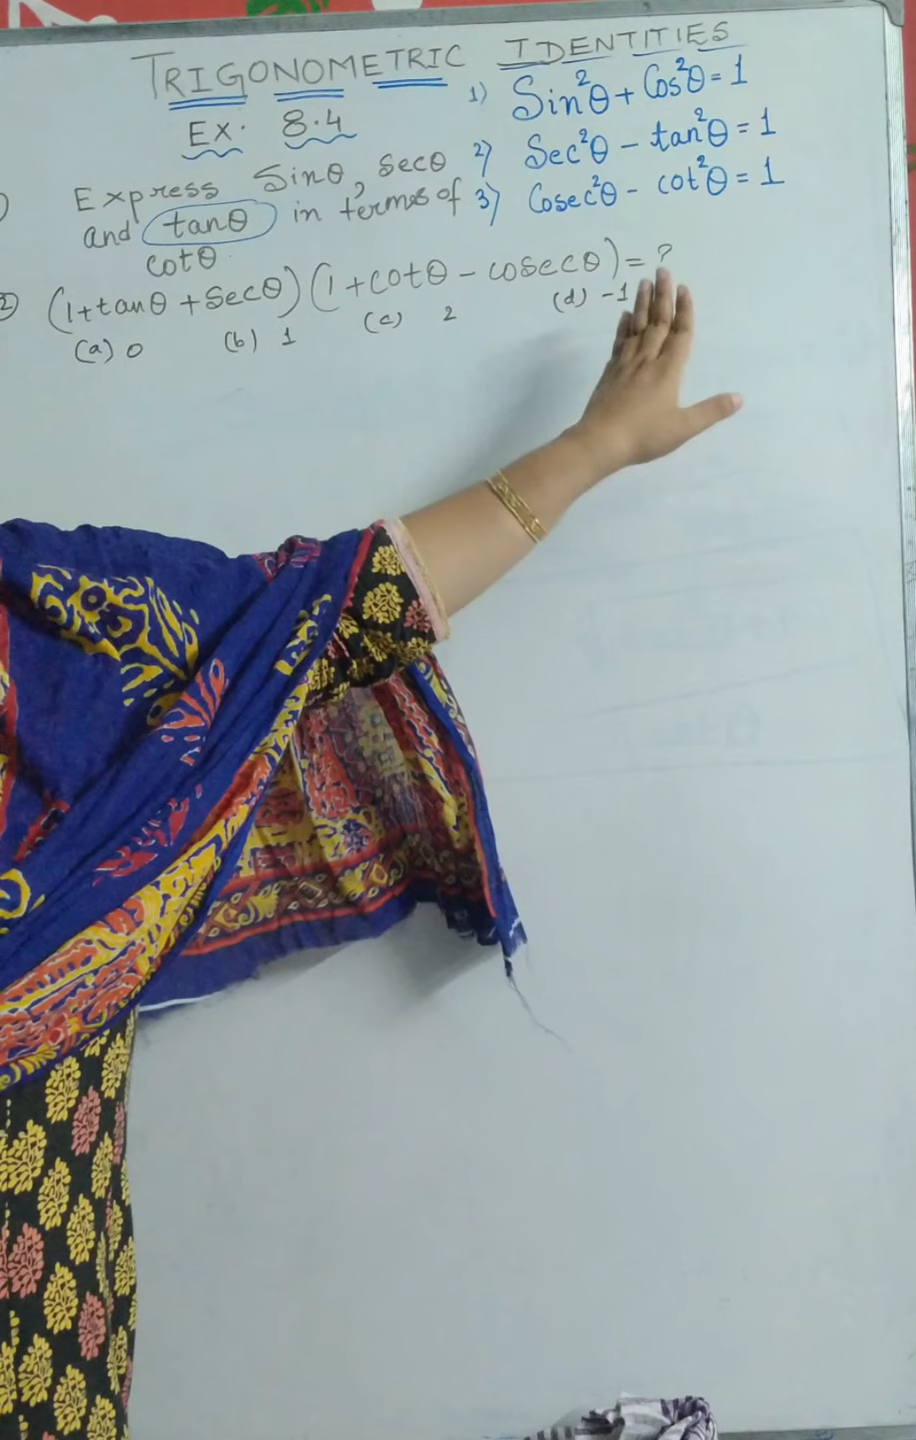 TRIGONOMETRIC IDENTITIES
Ex. 8.4
1) Sin²θ + Cos²θ = 1
2) Sec²θ - tan²θ = 1
3) Cosec²θ - cot²θ = 1
) Express Sinθ, secθ
and tanθ in terms of
cotθ
2) (1+tanθ+secθ)(1+cotθ-cosecθ)=?
(a) 0 (b) 1 (c) 2 (d) -1